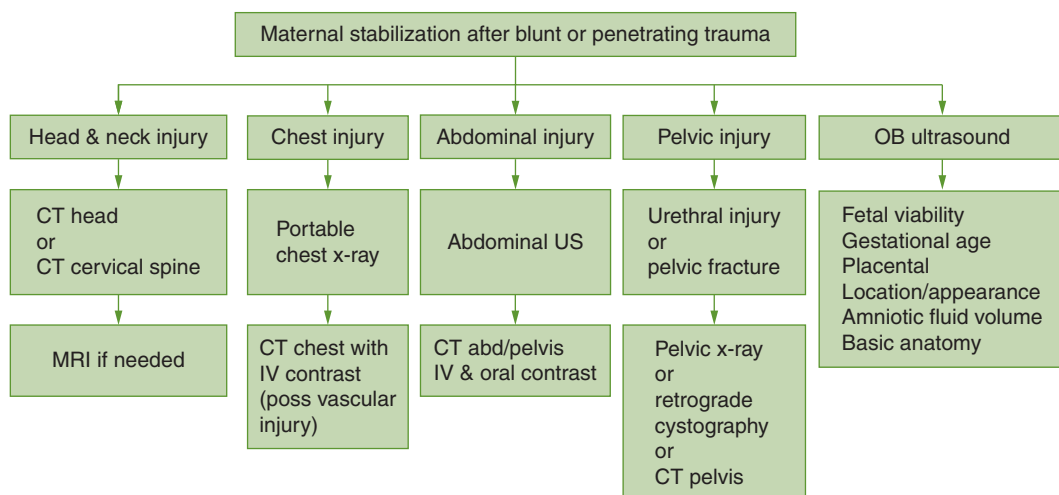 Maternal stabilization after blunt or penetrating trauma
Head & neck injury
Chest injury
Abdominal injury
Pelvic injury
OB ultrasound
CT head
or
CT cervical spine
Portable
chest x-ray
Abdominal US
Urethral injury
or
pelvic fracture
Fetal viability
Gestational age
Placental
Location/appearance
Amniotic fluid volume
Basic anatomy
MRI if needed
CT chest with
IV contrast
(poss vascular
injury)
CT abd/pelvis
IV & oral contrast
Pelvic x-ray
or
retrograde
cystography
or
CT pelvis